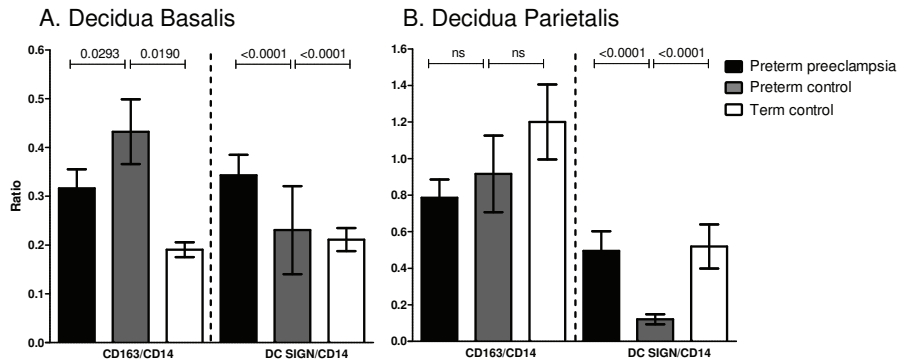 A. Decidua Basalis
0.0293 0.0190 <0.0001 <0.0001
0.6
0.5
0.4
0.3
0.2
0.1
0.0
Ratio
CD163/CD14 DC SIGN/CD14
B. Decidua Parietalis
ns ns <0.0001 <0.0001
1.6
1.4
1.2
1.0
0.8
0.6
0.4
0.2
0.0
CD163/CD14 DC SIGN/CD14
Preterm preeclampsia
Preterm control
Term control